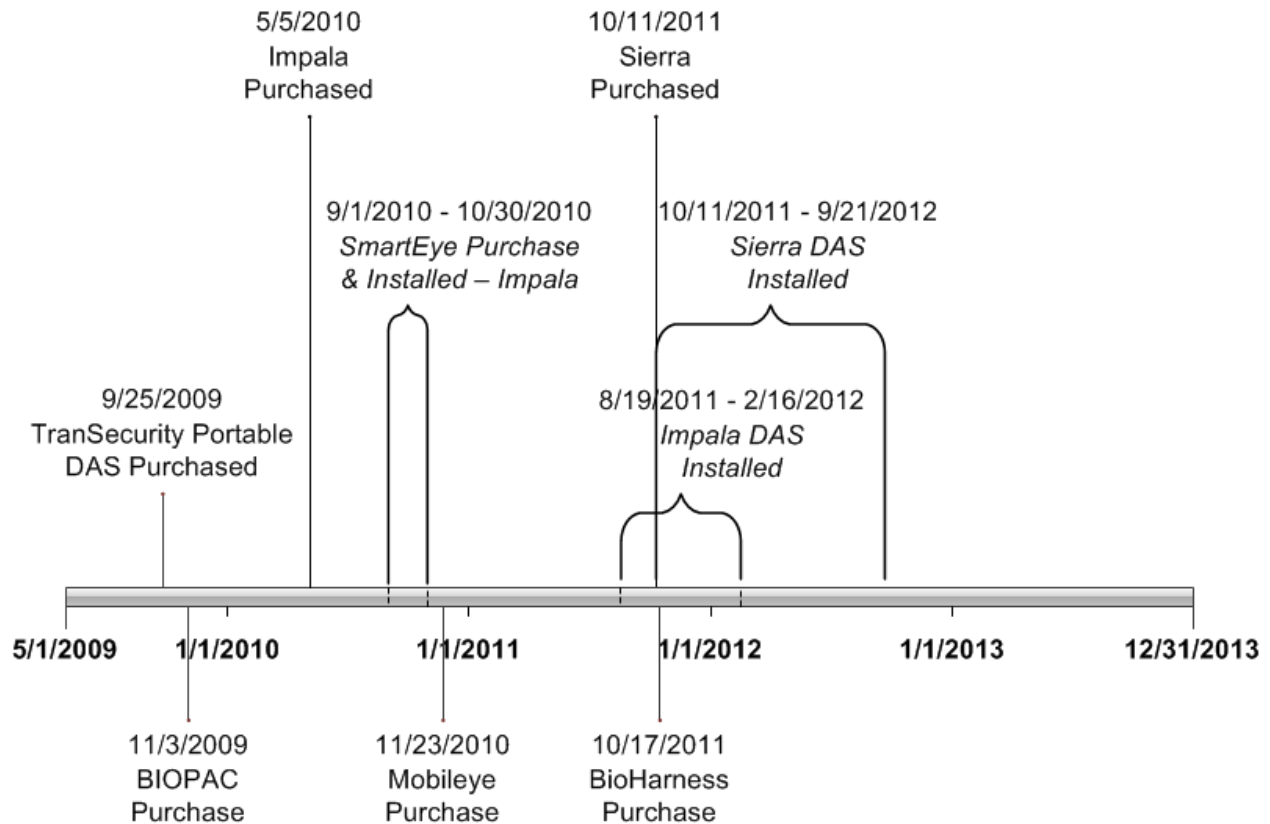 5/5/2010
Impala
Purchased
10/11/2011
Sierra
Purchased
9/1/2010 - 10/30/2010
SmartEye Purchase
& Installed – Impala
10/11/2011 - 9/21/2012
Sierra DAS
Installed
9/25/2009
TranSecurity Portable
DAS Purchased
8/19/2011 - 2/16/2012
Impala DAS
Installed
5/1/2009
1/1/2010
1/1/2011
1/1/2012
1/1/2013
12/31/2013
11/3/2009
BIOPAC
Purchase
11/23/2010
Mobileye
Purchase
10/17/2011
BioHarness
Purchase